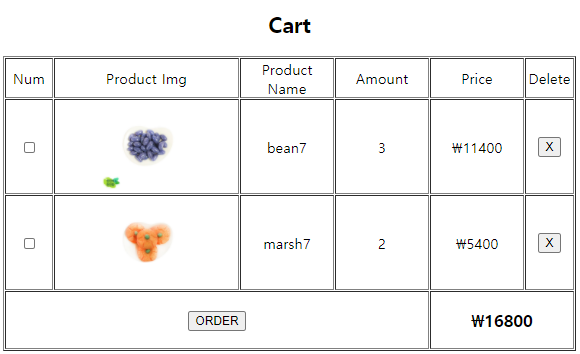 Cart
Num Product Img Product Name Amount Price Delete
bean7 3 ₩11400 X
marsh7 2 ₩5400 X
ORDER ₩16800